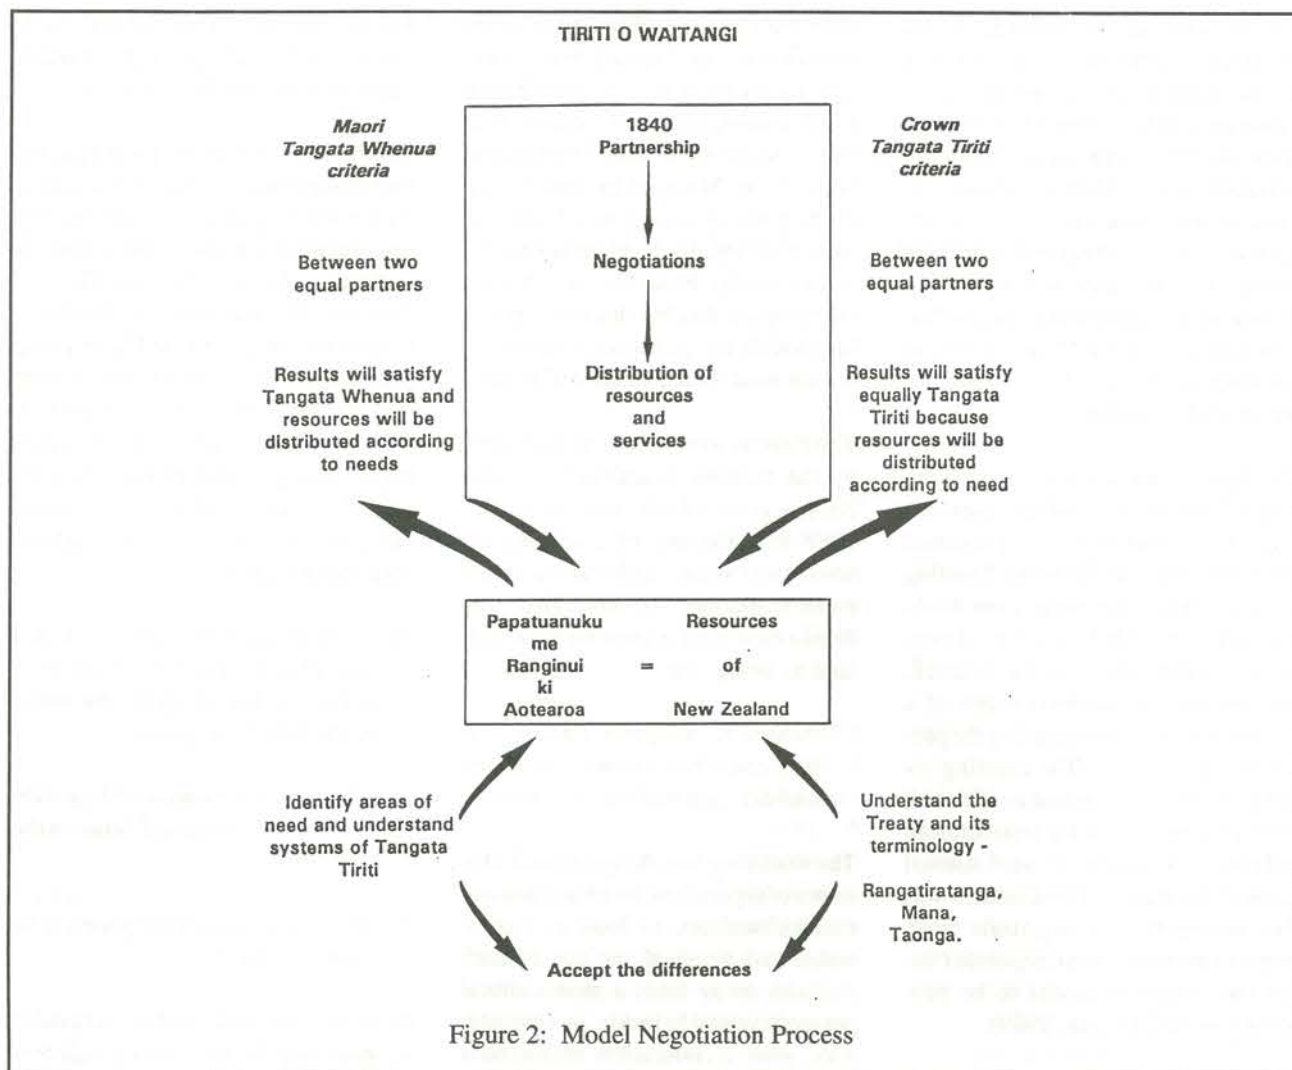 TIRITI O WAITANGI
Maori
Tangata Whenua
criteria
1840
Partnership
Crown
Tangata Tiriti
criteria
Between two
equal partners
Negotiations
Between two
equal partners
Results will satisfy
Tangata Whenua and
resources will be
distributed according
to needs
Distribution of
resources
and
services
Results will satisfy
equally Tangata
Tiriti because
resources will be
distributed
according to need
Papatuanuku
me
Ranginui
ki
Aotearoa
=
Resources
of
New Zealand
Identify areas of
need and understand
systems of Tangata
Tiriti
Understand the
Treaty and its
terminology -
Rangatiratanga,
Mana,
Taonga.
Accept the differences
Figure 2: Model Negotiation Process